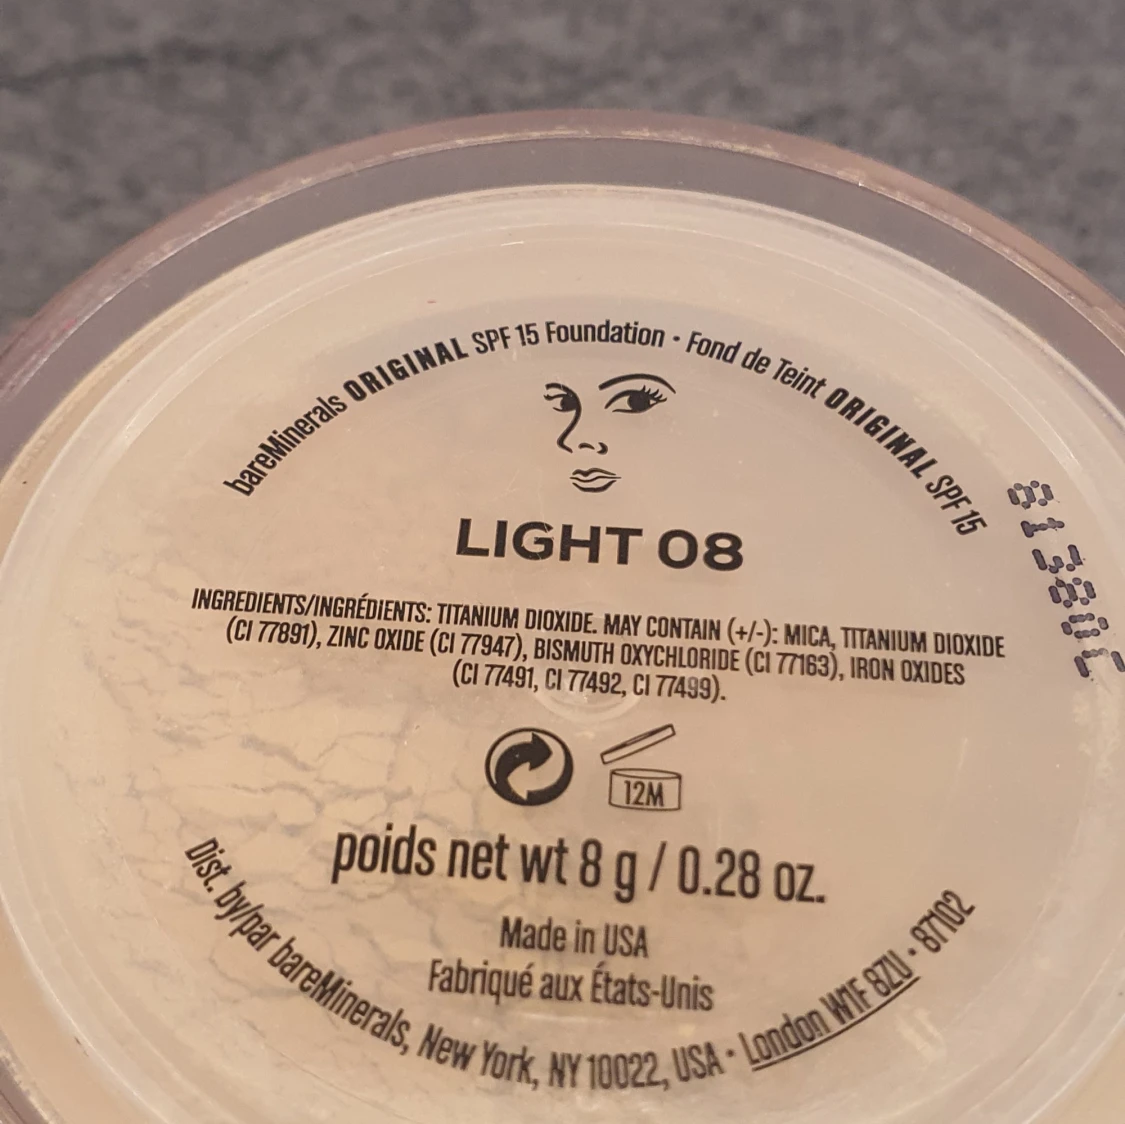 bareMinerals ORIGINAL SPF 15 Foundation · Fond de Teint ORIGINAL SPF 15
LIGHT 08
INGREDIENTS/INGRÉDIENTS: TITANIUM DIOXIDE. MAY CONTAIN (+/-): MICA, TITANIUM DIOXIDE
(CI 77891), ZINC OXIDE (CI 77947), BISMUTH OXYCHLORIDE (CI 77163), IRON OXIDES
(CI 77491, CI 77492, CI 77499).
12M
poids net wt 8 g / 0.28 oz.
Made in USA
Fabriqué aux États-Unis
Dist. by/par bareMinerals, New York, NY 10022, USA · London W1F 8ZU · 87102